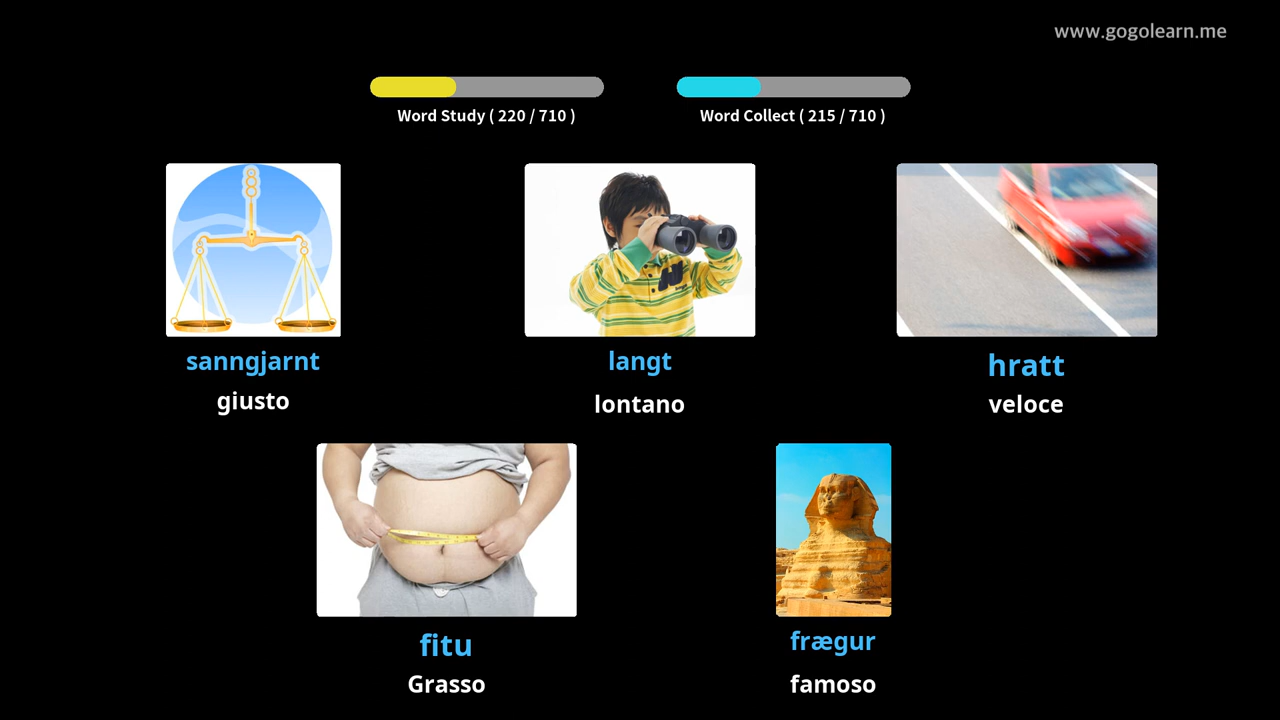 www.gogolearn.me
Word Study ( 220 / 710 )
Word Collect ( 215 / 710 )
sanngjarnt
giusto
langt
lontano
hratt
veloce
fitu
Grasso
frægur
famoso